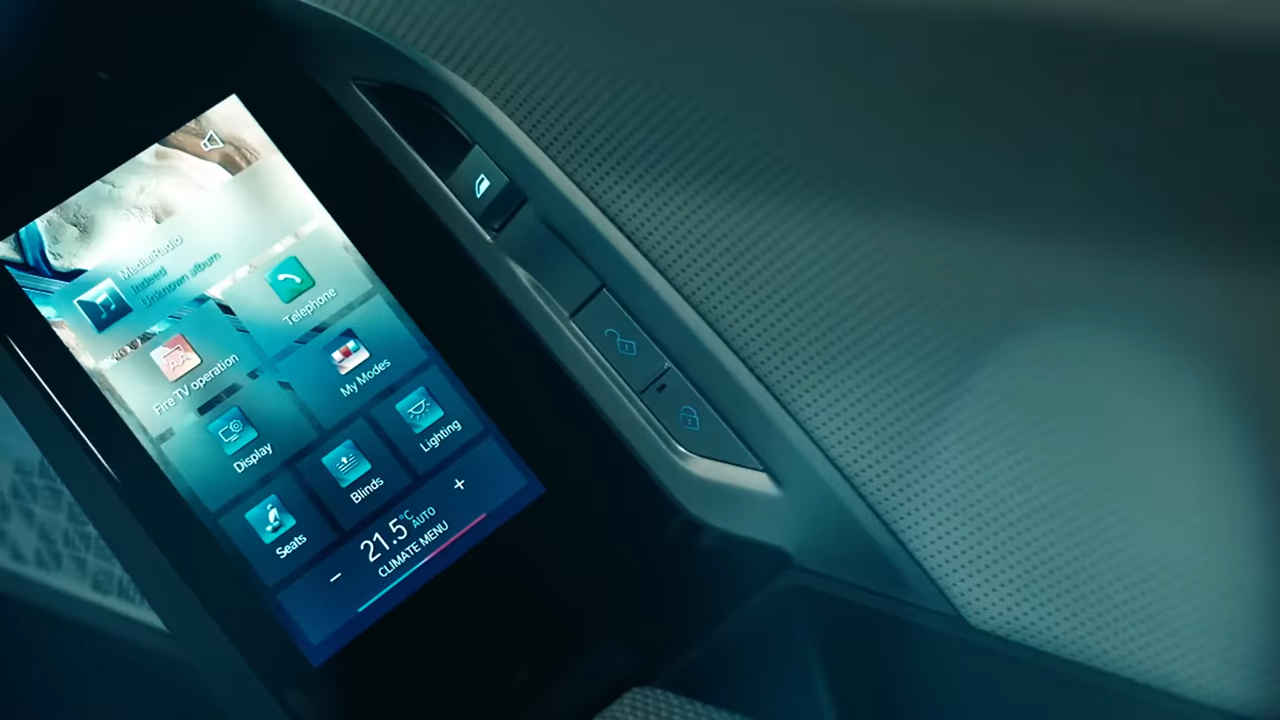 Media/Radio
Indeed
Unknown album
Telephone
Fire TV operation
My Modes
Display
Blinds
Lighting
Seats
21.5°C AUTO
CLIMATE MENU